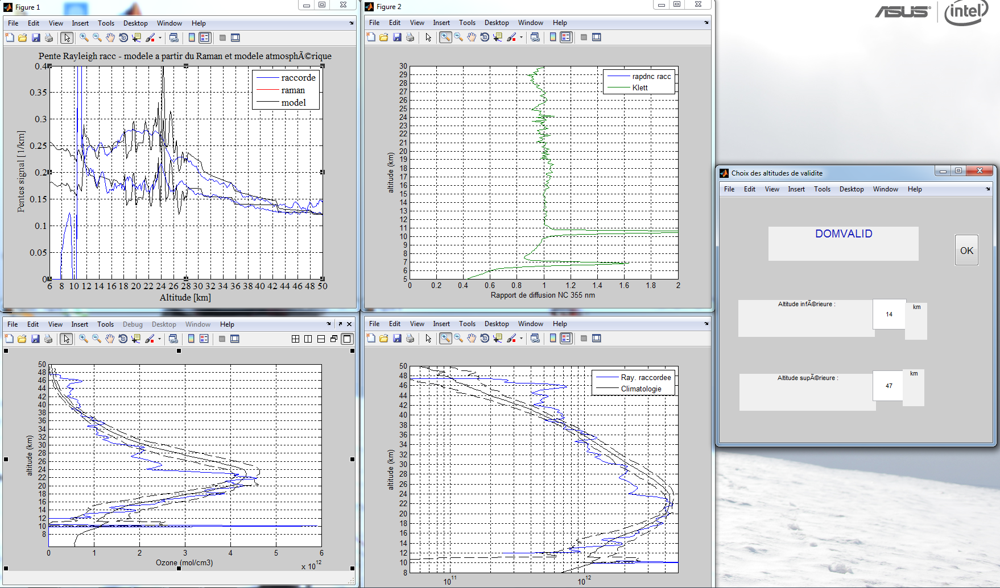 Figure 1
File Edit View Insert Tools Desktop Window Help
Pente Rayleigh racc - modele a partir du Raman et modele atmosphÃ©rique
raccorde
raman
model
0.4
0.35
0.3
0.25
0.2
0.15
0.1
0.05
0
Pentes signal [1/km]
6 8 10 12 14 16 18 20 22 24 26 28 30 32 34 36 38 40 42 44 46 48 50
Altitude [km]
Figure 2
File Edit View Insert Tools Desktop Window Help
rapdnc racc
Klett
30
29
28
27
26
25
24
23
22
21
20
19
18
17
16
15
14
13
12
11
10
9
8
7
6
5
altitude (km)
0 0.2 0.4 0.6 0.8 1 1.2 1.4 1.6 1.8 2
Rapport de diffusion NC 355 nm
ASUS
intel
Choix des altitudes de validite
File Edit View Insert Tools Desktop Window Help
DOMVALID
OK
Altitude infÃ©rieure :
14
km
Altitude supÃ©rieure :
47
km
File Edit View Insert Tools Debug Desktop Window Help
50
48
46
44
42
40
38
36
34
32
30
28
26
24
22
20
18
16
14
12
10
8
altitude (km)
0 1 2 3 4 5 6
Ozone (mol/cm3)
x 10^12
File Edit View Insert Tools Desktop Window Help
Ray. raccordee
Climatologie
50
48
46
44
42
40
38
36
34
32
30
28
26
24
22
20
18
16
14
12
10
8
altitude (km)
10^11 10^12